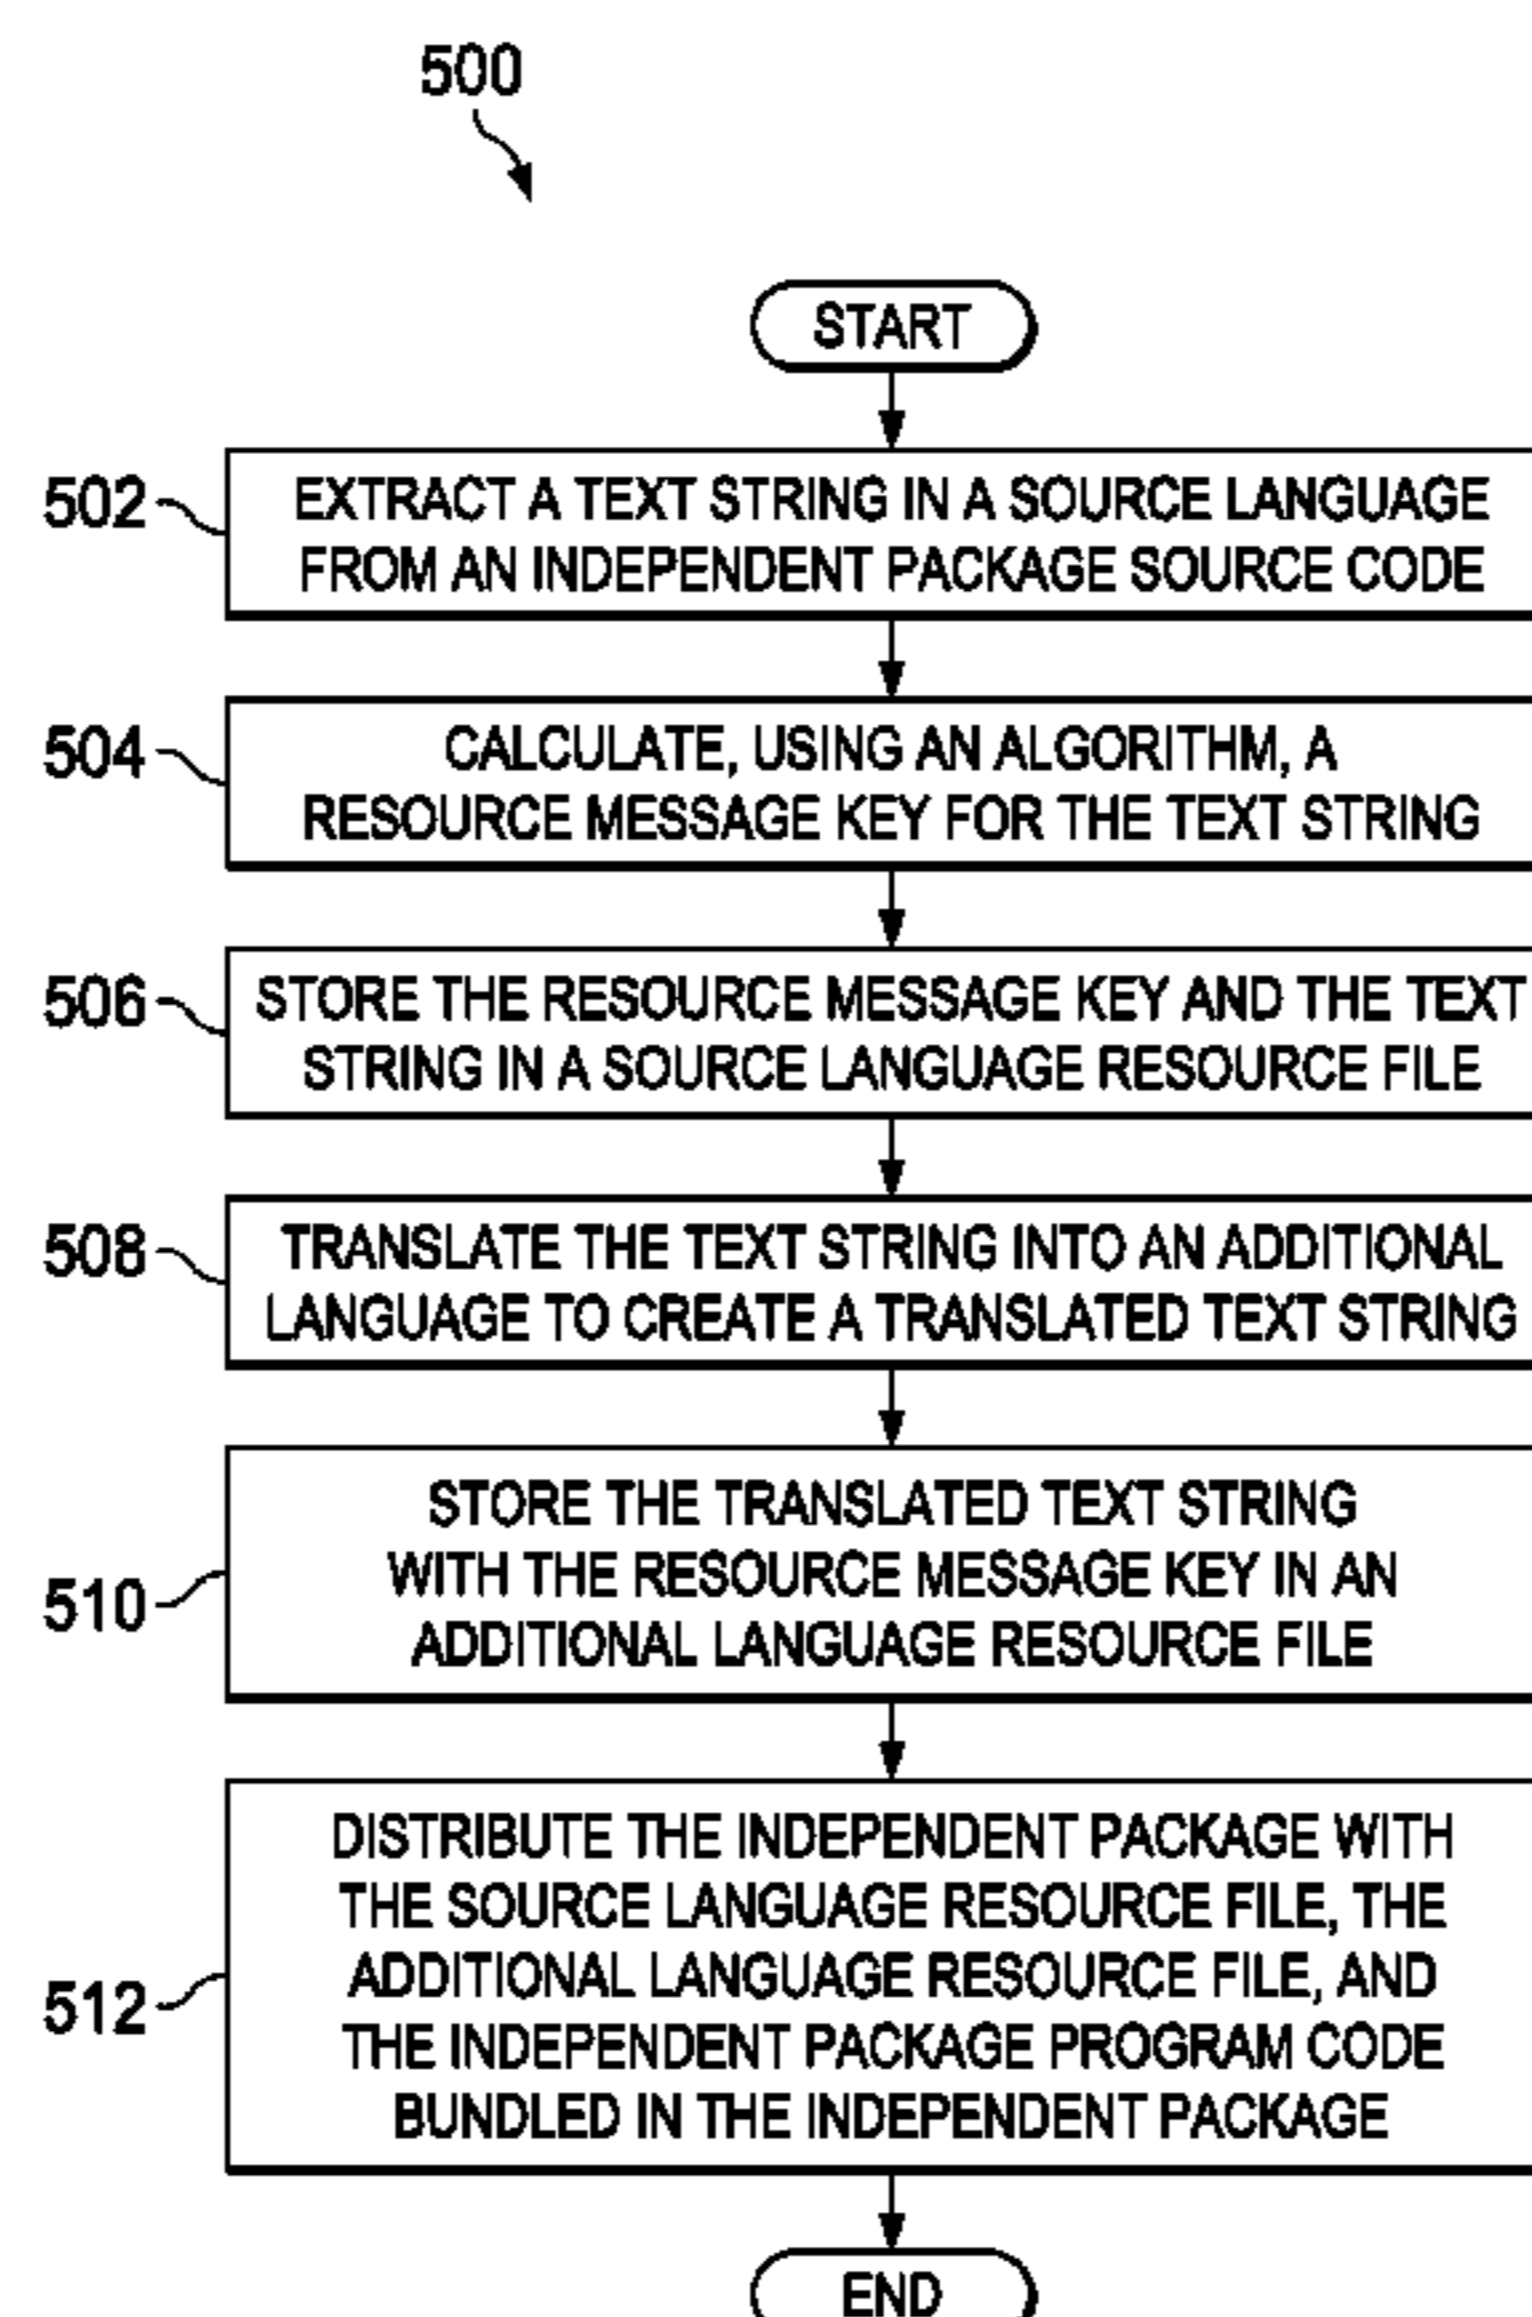 500
START
502
EXTRACT A TEXT STRING IN A SOURCE LANGUAGE
FROM AN INDEPENDENT PACKAGE SOURCE CODE
504
CALCULATE, USING AN ALGORITHM, A
RESOURCE MESSAGE KEY FOR THE TEXT STRING
506
STORE THE RESOURCE MESSAGE KEY AND THE TEXT
STRING IN A SOURCE LANGUAGE RESOURCE FILE
508
TRANSLATE THE TEXT STRING INTO AN ADDITIONAL
LANGUAGE TO CREATE A TRANSLATED TEXT STRING
510
STORE THE TRANSLATED TEXT STRING
WITH THE RESOURCE MESSAGE KEY IN AN
ADDITIONAL LANGUAGE RESOURCE FILE
512
DISTRIBUTE THE INDEPENDENT PACKAGE WITH
THE SOURCE LANGUAGE RESOURCE FILE, THE
ADDITIONAL LANGUAGE RESOURCE FILE, AND
THE INDEPENDENT PACKAGE PROGRAM CODE
BUNDLED IN THE INDEPENDENT PACKAGE
END